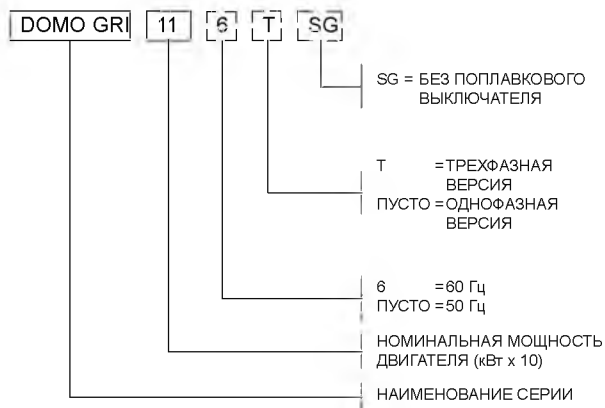 DOMO GRI 11 6 T SG
SG = БЕЗ ПОПЛАВКОВОГО
ВЫКЛЮЧАТЕЛЯ
T =ТРЕХФАЗНАЯ
ВЕРСИЯ
ПУСТО =ОДНОФАЗНАЯ
ВЕРСИЯ
6 =60 Гц
ПУСТО =50 Гц
НОМИНАЛЬНАЯ МОЩНОСТЬ
ДВИГАТЕЛЯ (кВт x 10)
НАИМЕНОВАНИЕ СЕРИИ